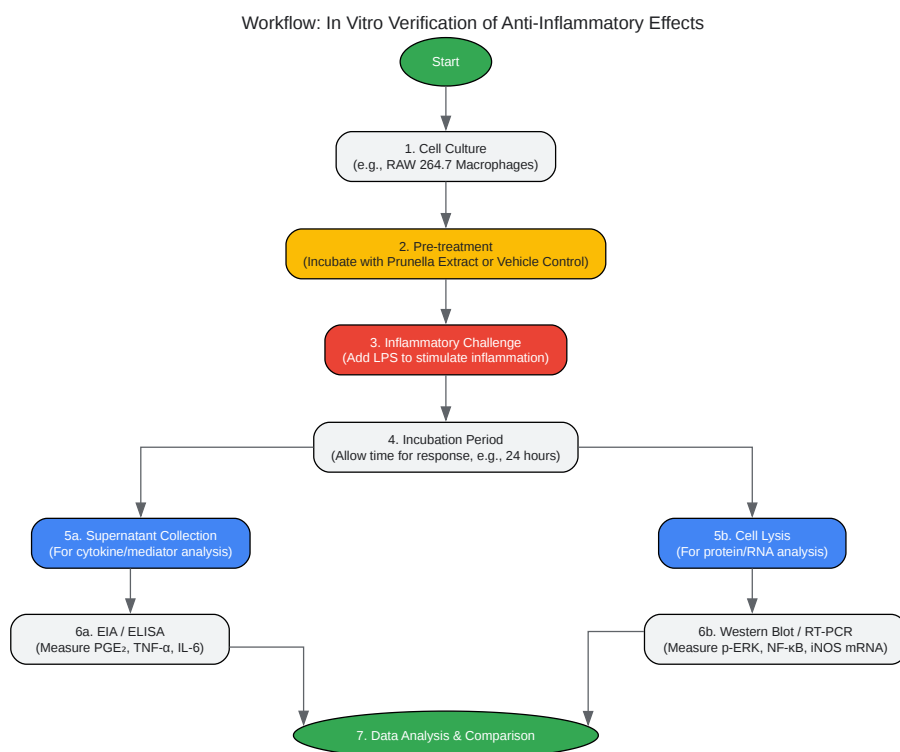 Workflow: In Vitro Verification of Anti-Inflammatory Effects
Start
1. Cell Culture
(e.g., RAW 264.7 Macrophages)
2. Pre-treatment
(Incubate with Prunella Extract or Vehicle Control)
3. Inflammatory Challenge
(Add LPS to stimulate inflammation)
4. Incubation Period
(Allow time for response, e.g., 24 hours)
5a. Supernatant Collection
(For cytokine/mediator analysis)
5b. Cell Lysis
(For protein/RNA analysis)
6a. EIA / ELISA
(Measure PGE₂, TNF-α, IL-6)
6b. Western Blot / RT-PCR
(Measure p-ERK, NF-κB, iNOS mRNA)
7. Data Analysis & Comparison